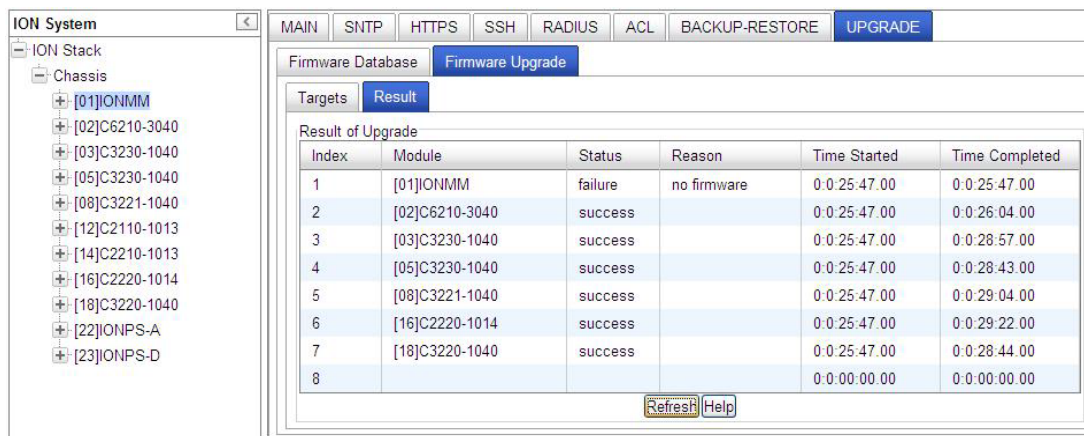 ION System
ION Stack
Chassis
[01]IONMM
[02]C6210-3040
[03]C3230-1040
[05]C3230-1040
[08]C3221-1040
[12]C2110-1013
[14]C2210-1013
[16]C2220-1014
[18]C3220-1040
[22]IONPS-A
[23]IONPS-D
MAIN SNTP HTTPS SSH RADIUS ACL BACKUP-RESTORE UPGRADE
Firmware Database Firmware Upgrade
Targets Result
Result of Upgrade
Index Module Status Reason Time Started Time Completed
1 [01]IONMM failure no firmware 0:0:25:47.00 0:0:25:47.00
2 [02]C6210-3040 success 0:0:25:47.00 0:0:26:04.00
3 [03]C3230-1040 success 0:0:25:47.00 0:0:28:57.00
4 [05]C3230-1040 success 0:0:25:47.00 0:0:28:43.00
5 [08]C3221-1040 success 0:0:25:47.00 0:0:29:04.00
6 [16]C2220-1014 success 0:0:25:47.00 0:0:29:22.00
7 [18]C3220-1040 success 0:0:25:47.00 0:0:28:44.00
8 0:0:00:00.00 0:0:00:00.00
Refresh Help